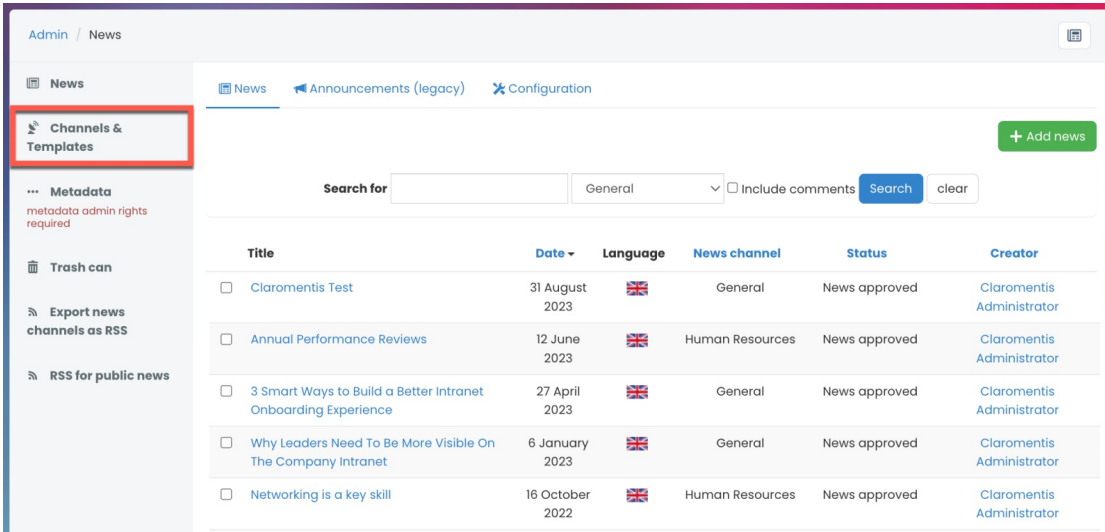 Admin / News
News
Channels &
Templates
Metadata
metadata admin rights
required
Trash can
Export news
channels as RSS
RSS for public news
News Announcements (legacy) Configuration
+ Add news
Search for General Include comments Search clear
Title Date Language News channel Status Creator
Claromentis Test 31 August General News approved Claromentis
2023 Administrator
Annual Performance Reviews 12 June Human Resources News approved Claromentis
2023 Administrator
3 Smart Ways to Build a Better Intranet 27 April General News approved Claromentis
Onboarding Experience 2023 Administrator
Why Leaders Need To Be More Visible On 6 January General News approved Claromentis
The Company Intranet 2023 Administrator
Networking is a key skill 16 October Human Resources News approved Claromentis
2022 Administrator